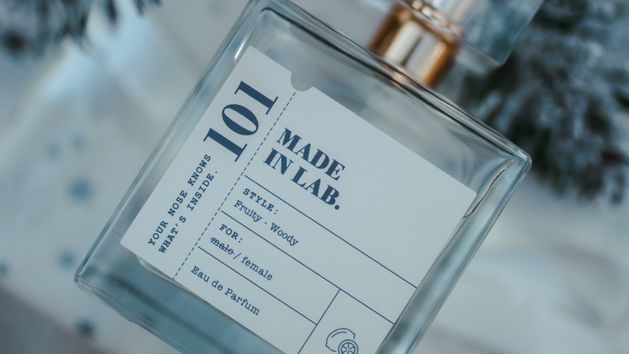 101
YOUR NOSE KNOWS
WHAT'S INSIDE.
MADE
IN LAB.
STYLE:
Fruity - Woody
FOR:
male / female
Eau de Parfum